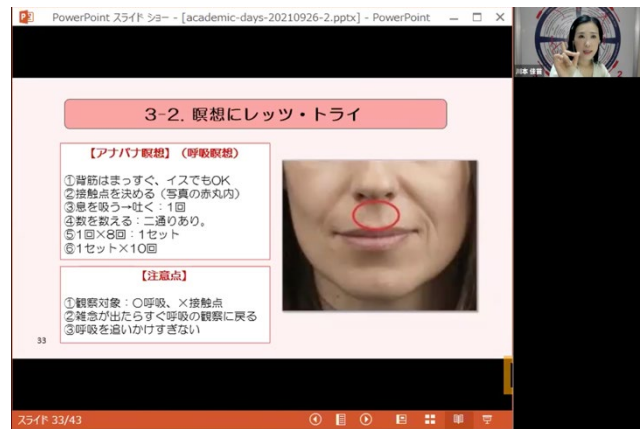 PowerPoint スライド ショー - [academic-days-20210926-2.pptx] - PowerPoint
3-2. 瞑想にレッツ・トライ
【アナパナ瞑想】（呼吸瞑想）
①背筋はまっすぐ、イスでもOK
②接触点を決める（写真の赤丸内）
③息を吸う→吐く：1回
④数を数える：二通りあり。
⑤1回×8回：1セット
⑥1セット×10回
【注意点】
①観察対象：〇呼吸、×接触点
②雑念が出たらすぐ呼吸の観察に戻る
③呼吸を追いかけすぎない
33
スライド 33/43
2